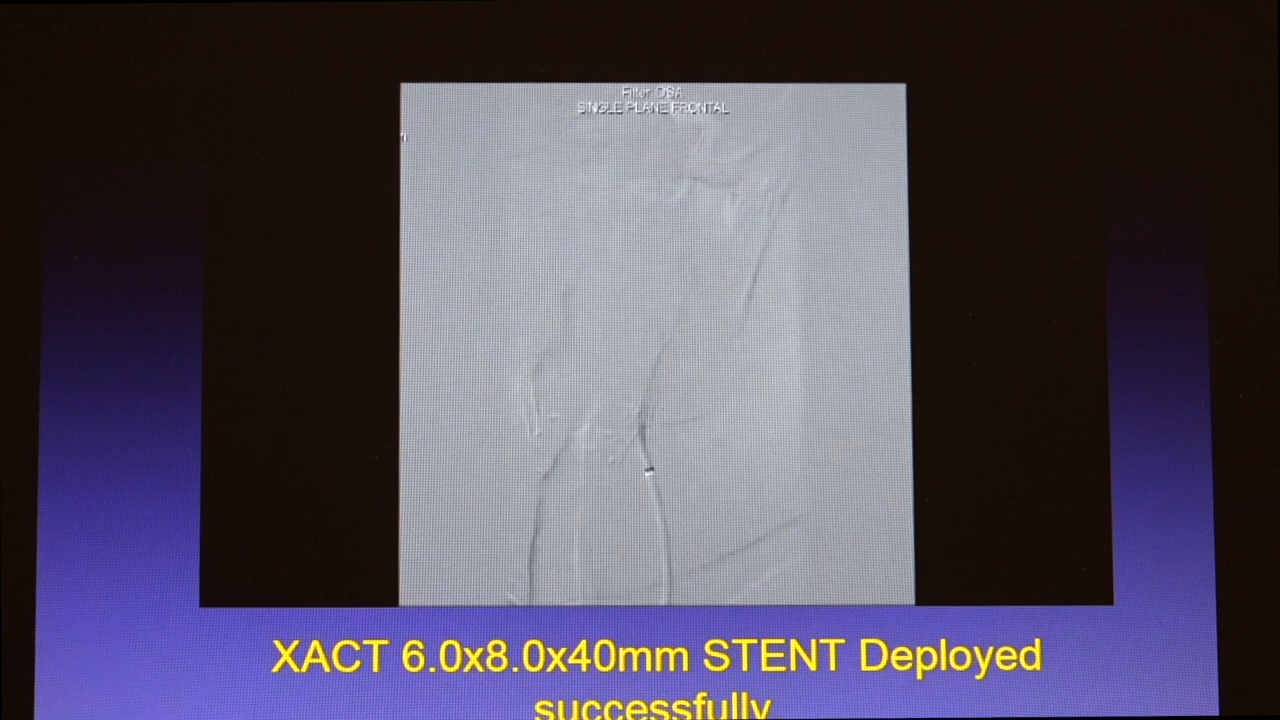 Filter: DSA
SINGLE PLANE FRONTAL
XACT 6.0x8.0x40mm STENT Deployed
successfully